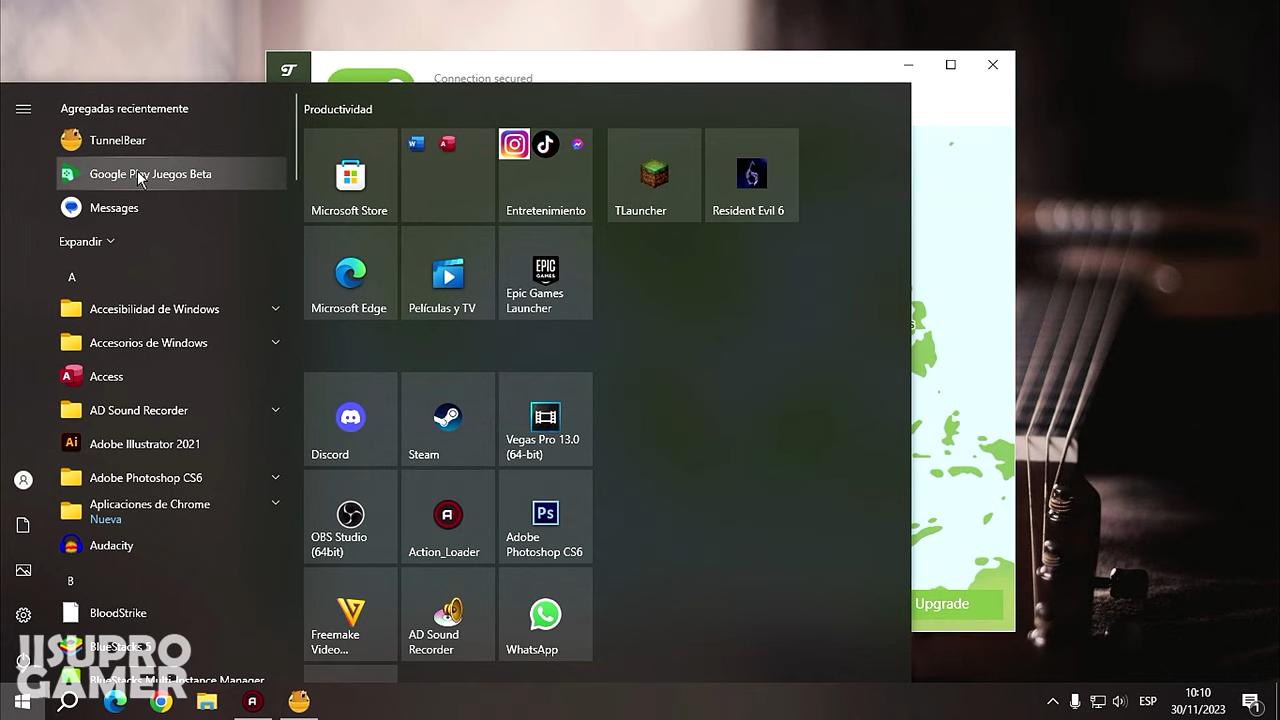 Connection secured
Agregadas recientemente
TunnelBear
Google Play Juegos Beta
Messages
Expandir
A
Accesibilidad de Windows
Accesorios de Windows
Access
AD Sound Recorder
Adobe Illustrator 2021
Adobe Photoshop CS6
Aplicaciones de Chrome
Nueva
Audacity
B
BloodStrike
BlueStacks 5
BlueStacks Multi-Instance Manager
Productividad
Microsoft Store
Entretenimiento
TLauncher
Resident Evil 6
Microsoft Edge
Películas y TV
Epic Games
Launcher
EPIC
GAMES
Discord
Steam
Vegas Pro 13.0
(64-bit)
OBS Studio
(64bit)
Action_Loader
Ps
Adobe
Photoshop CS6
Freemake
Video...
AD Sound
Recorder
WhatsApp
Upgrade
JISUPRO
GAMER
ESP
10:10
30/11/2023